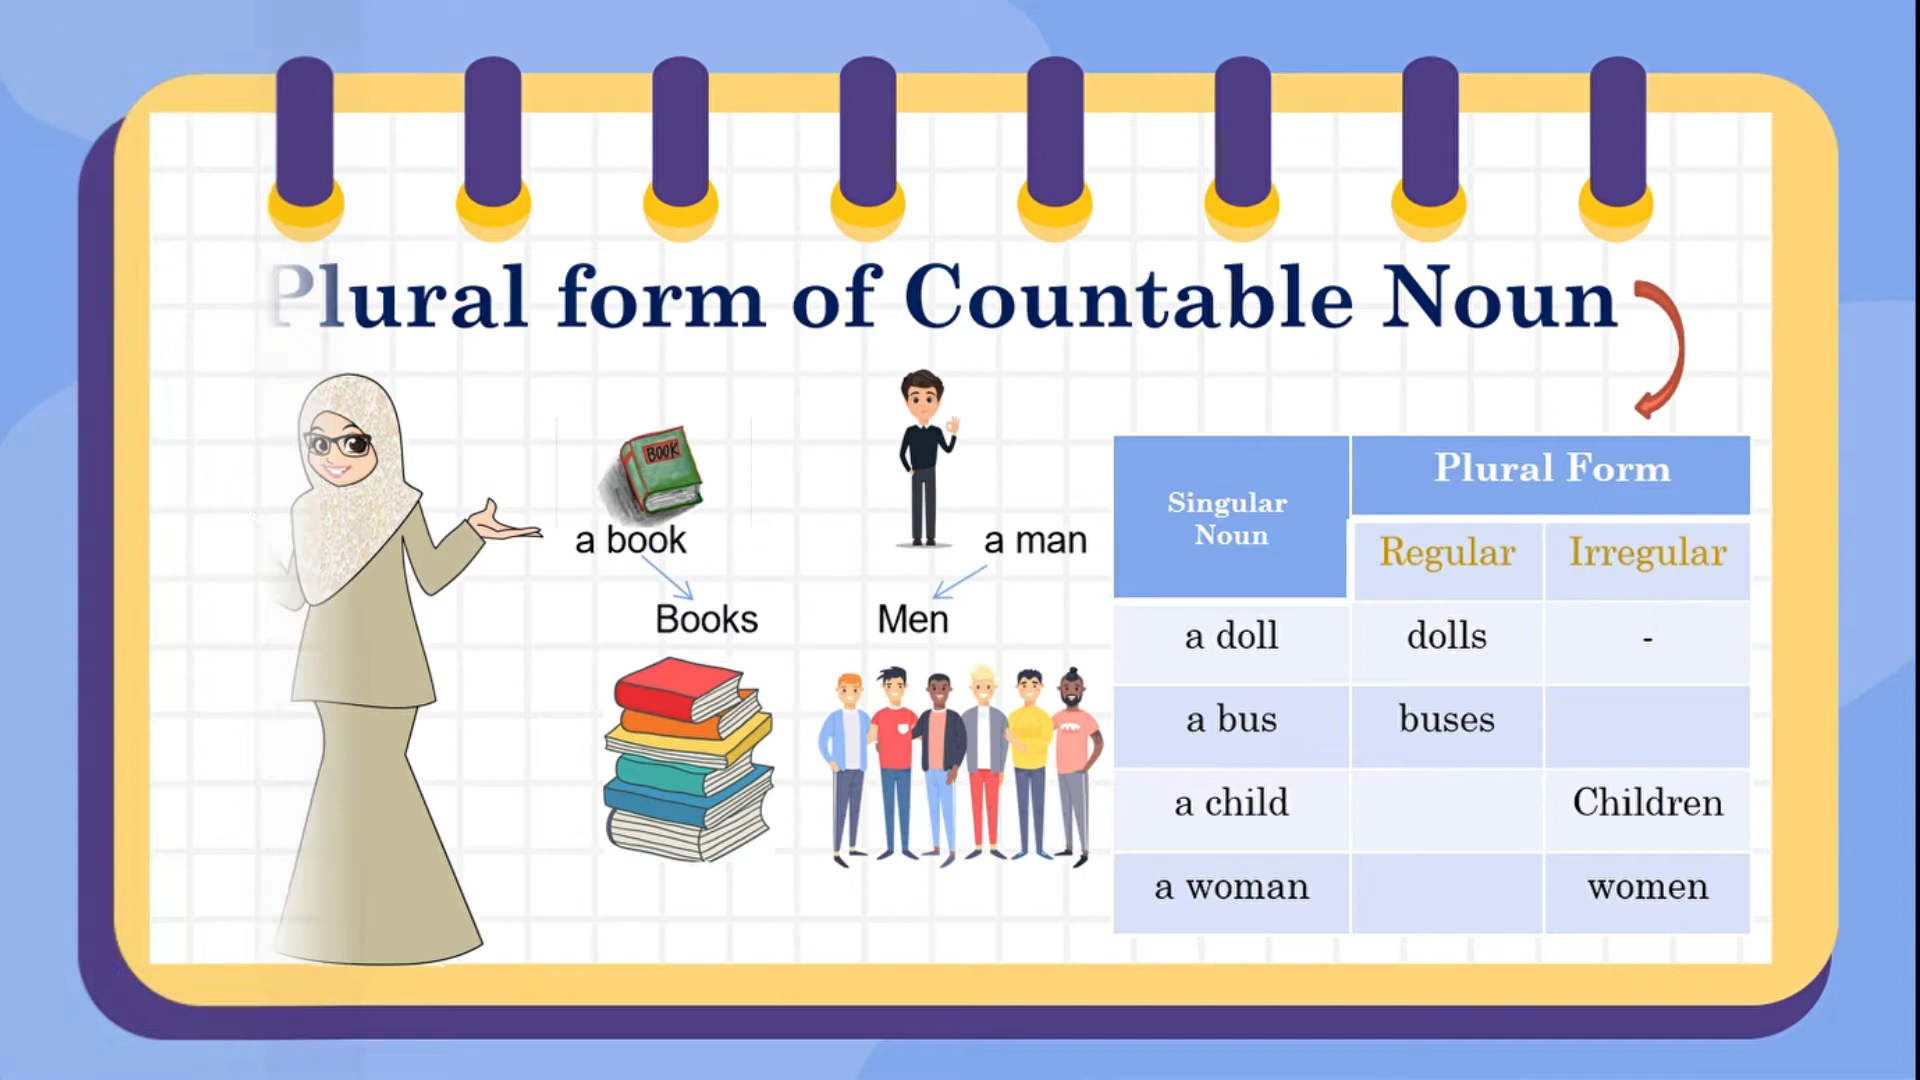 Plural form of Countable Noun
BOOK
a book
a man
Books
Men
Singular
Noun
Plural Form
Regular
Irregular
a doll
dolls
-
a bus
buses
a child
Children
a woman
women